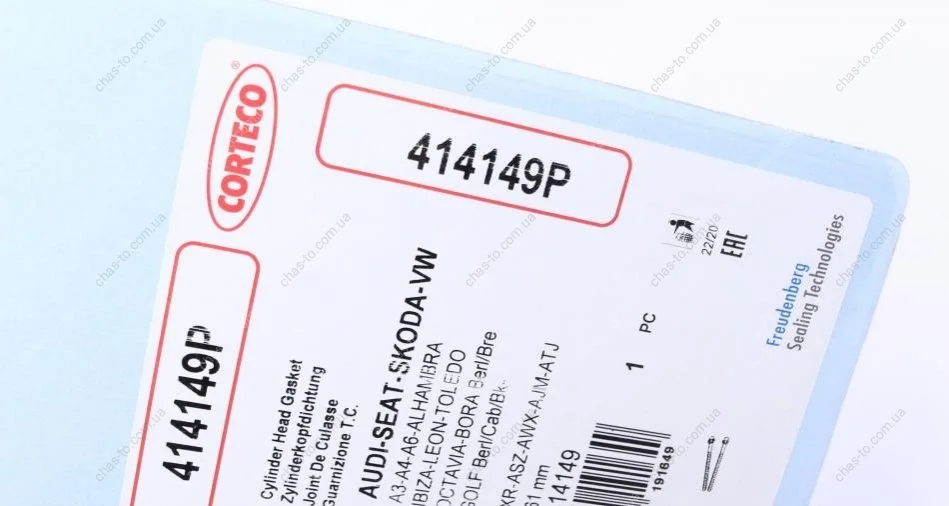 CORTECO
®
414149P
414149P
Cylinder Head Gasket
Zylinderkopfdichtung
Joint De Culasse
Guarnizione T.C.
AUDI-SEAT-SKODA-VW
A3-A4-A6-ALHAMBRA
IBIZA-LEON-TOLEDO
OCTAVIA-BORA Berl/Bre
GOLF Berl/Cab/Bk-
XR-ASZ-AWX-AJM-ATJ
61 mm
14149
191649
1 PC
22/20
EAC
Freudenberg
Sealing Technologies
chas-to.com.ua